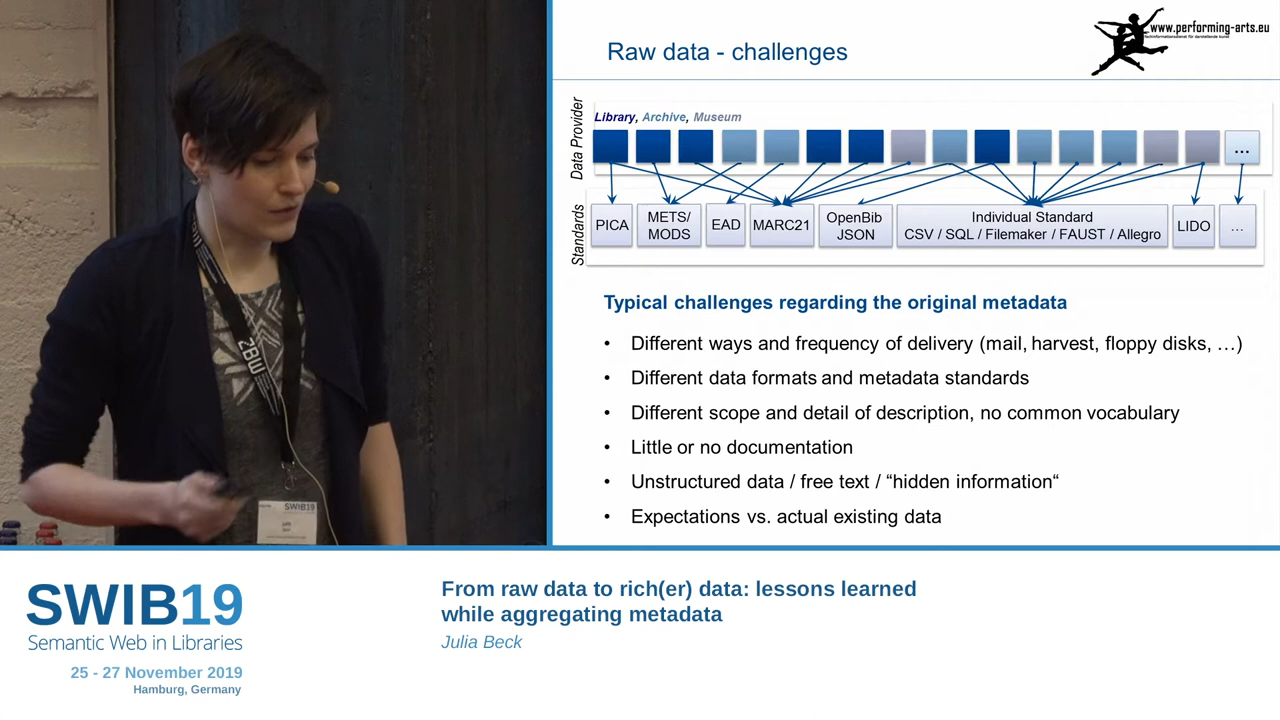 www.performing-arts.eu
Raw data - challenges
Data Provider
Library, Archive, Museum
...
Standards
PICA
METS/
MODS
EAD
MARC21
OpenBib
JSON
Individual Standard
CSV / SQL / Filemaker / FAUST / Allegro
LIDO
...
Typical challenges regarding the original metadata
• Different ways and frequency of delivery (mail, harvest, floppy disks, …)
• Different data formats and metadata standards
• Different scope and detail of description, no common vocabulary
• Little or no documentation
• Unstructured data / free text / “hidden information“
• Expectations vs. actual existing data
ZBW
SWIB19
SWIB19
Semantic Web in Libraries
25 - 27 November 2019
Hamburg, Germany
From raw data to rich(er) data: lessons learned
while aggregating metadata
Julia Beck